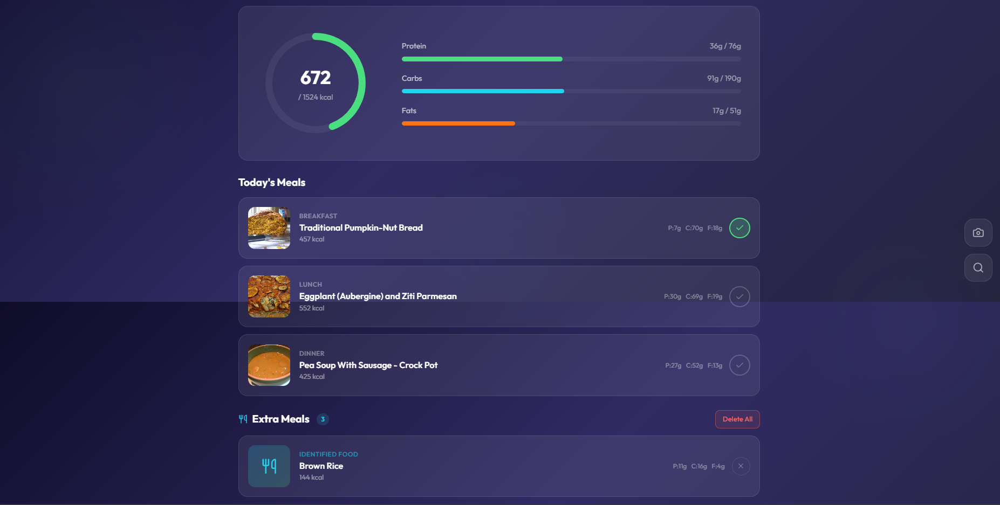 672
/ 1524 kcal
Protein 36g / 76g
Carbs 91g / 190g
Fats 17g / 51g
Today's Meals
BREAKFAST
Traditional Pumpkin-Nut Bread
457 kcal
P:7g C:70g F:18g
LUNCH
Eggplant (Aubergine) and Ziti Parmesan
552 kcal
P:30g C:69g F:19g
DINNER
Pea Soup With Sausage - Crock Pot
425 kcal
P:27g C:52g F:13g
Extra Meals 3
Delete All
IDENTIFIED FOOD
Brown Rice
144 kcal
P:11g C:16g F:4g